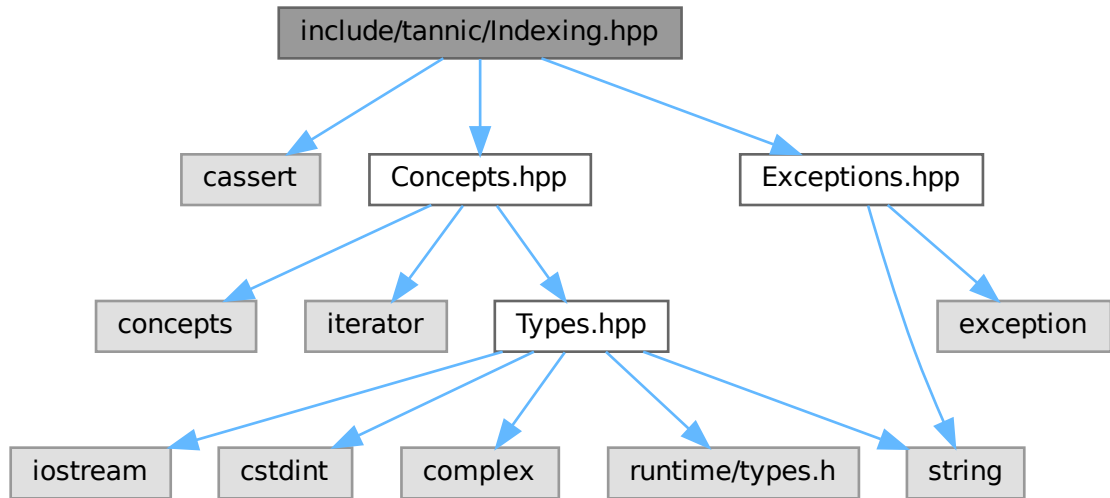 include/tannic/Indexing.hpp
cassert
Concepts.hpp
Exceptions.hpp
concepts
iterator
Types.hpp
exception
iostream
cstdint
complex
runtime/types.h
string